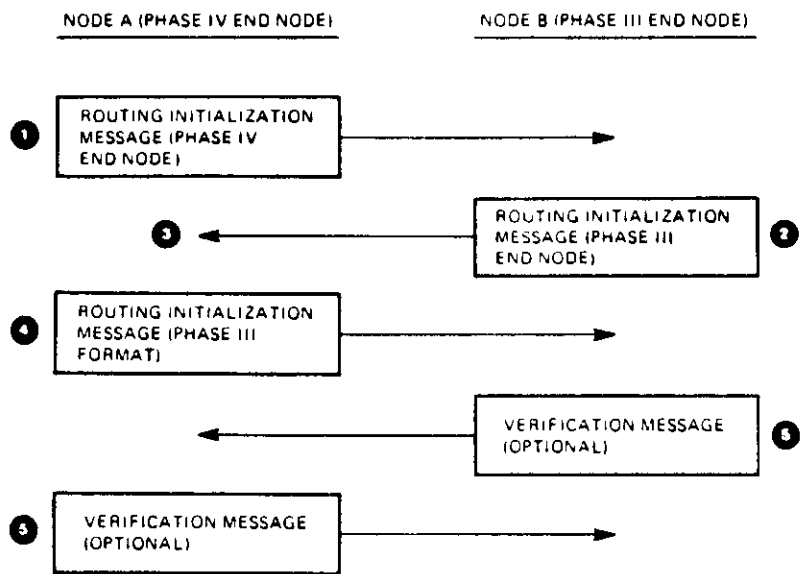 NODE A (PHASE IV END NODE)
NODE B (PHASE III END NODE)
1
ROUTING INITIALIZATION
MESSAGE (PHASE IV
END NODE)
3
ROUTING INITIALIZATION
MESSAGE (PHASE III
END NODE)
2
4
ROUTING INITIALIZATION
MESSAGE (PHASE III
FORMAT)
VERIFICATION MESSAGE
(OPTIONAL)
5
5
VERIFICATION MESSAGE
(OPTIONAL)